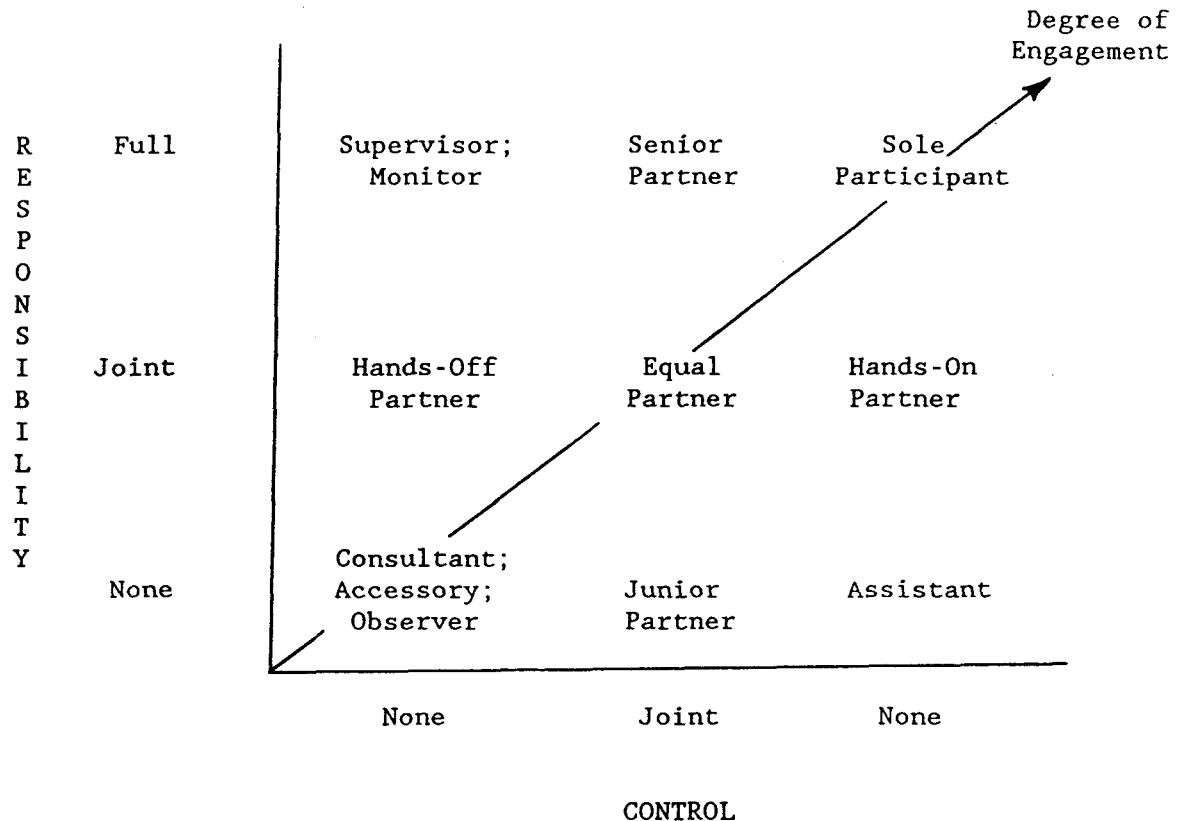 Degree of
Engagement
RESPONSIBILITY
Full
Supervisor;
Monitor
Senior
Partner
Sole
Participant
Joint
Hands-Off
Partner
Equal
Partner
Hands-On
Partner
None
Consultant;
Accessory;
Observer
Junior
Partner
Assistant
None
Joint
None
CONTROL